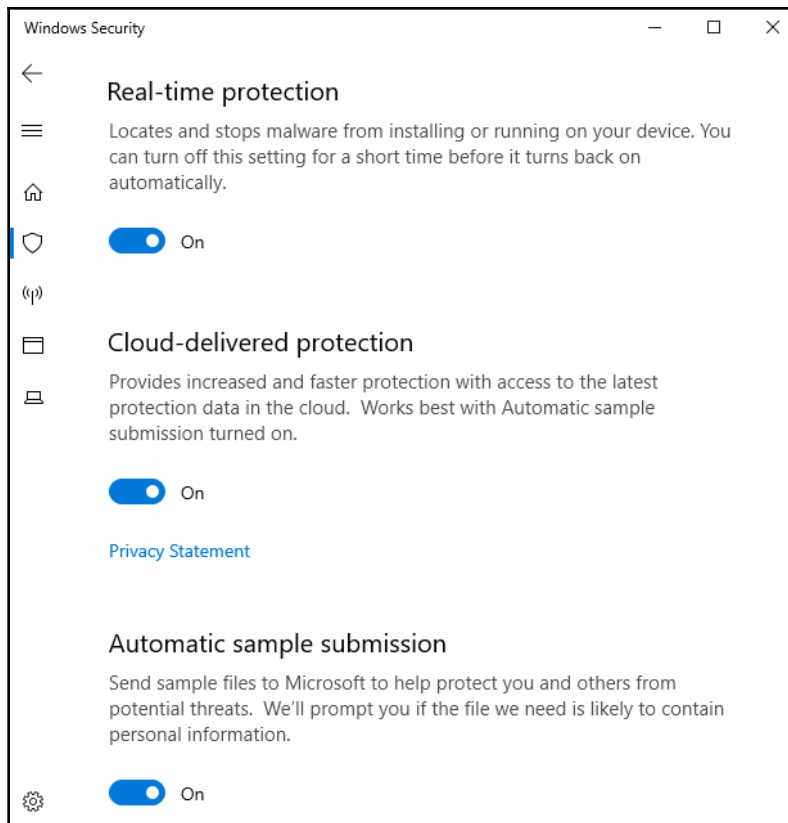 Windows Security
Real-time protection
Locates and stops malware from installing or running on your device. You
can turn off this setting for a short time before it turns back on
automatically.
On
Cloud-delivered protection
Provides increased and faster protection with access to the latest
protection data in the cloud.  Works best with Automatic sample
submission turned on.
On
Privacy Statement
Automatic sample submission
Send sample files to Microsoft to help protect you and others from
potential threats.  We’ll prompt you if the file we need is likely to contain
personal information.
On